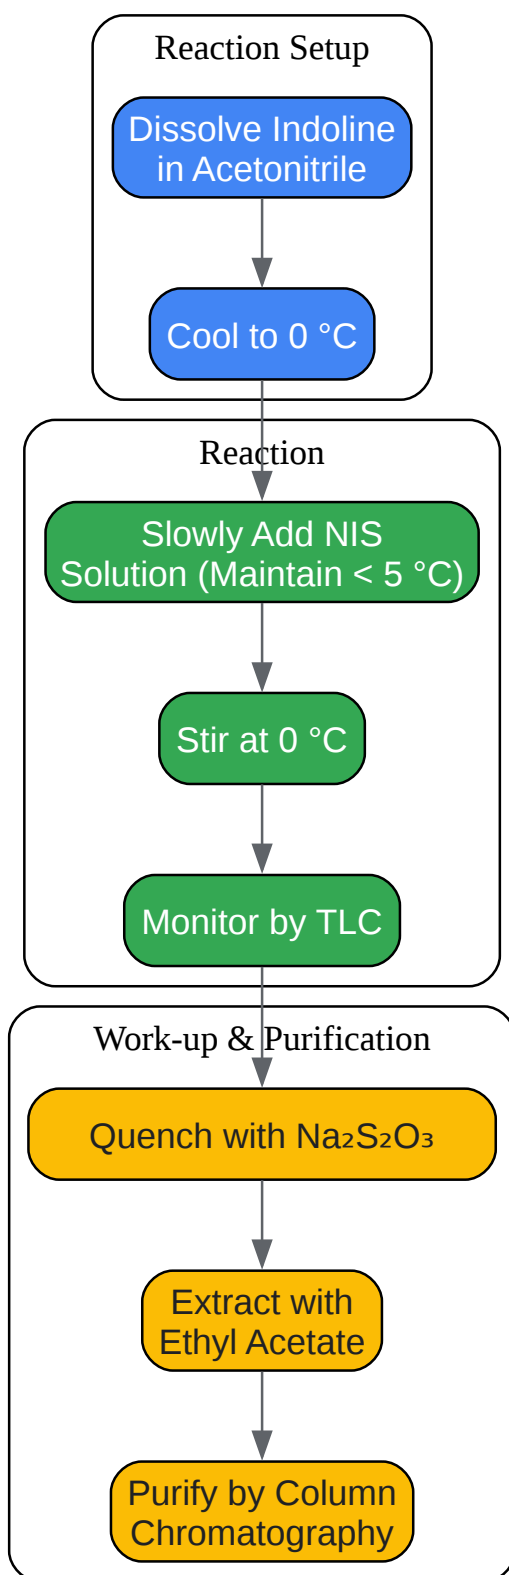 Reaction Setup
Dissolve Indoline
in Acetonitrile
Cool to 0 °C
Reaction
Slowly Add NIS
Solution (Maintain < 5 °C)
Stir at 0 °C
Monitor by TLC
Work-up & Purification
Quench with Na₂S₂O₃
Extract with
Ethyl Acetate
Purify by Column
Chromatography